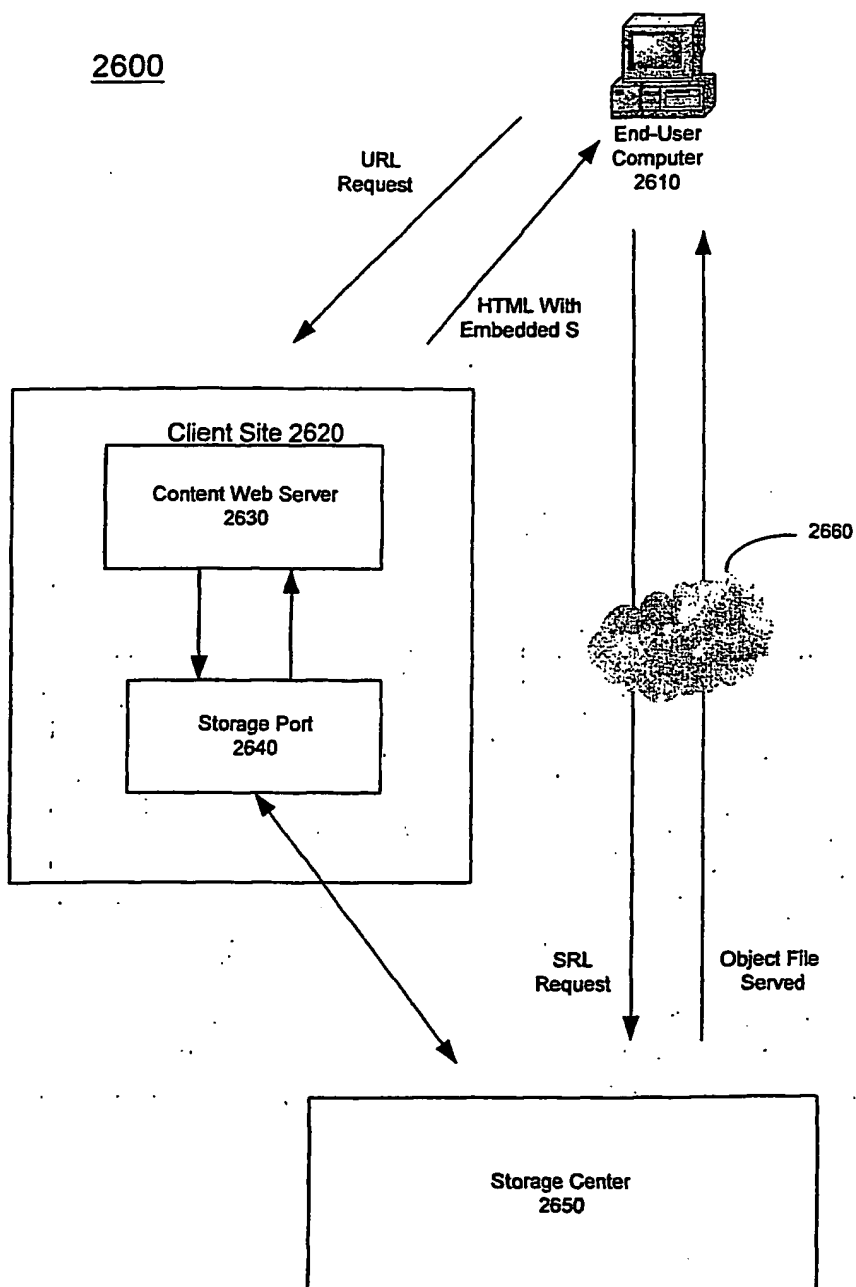 2600
End-User
Computer
2610
URL
Request
HTML With
Embedded S
Client Site 2620
Content Web Server
2630
2660
Storage Port
2640
SRL
Request
Object File
Served
Storage Center
2650